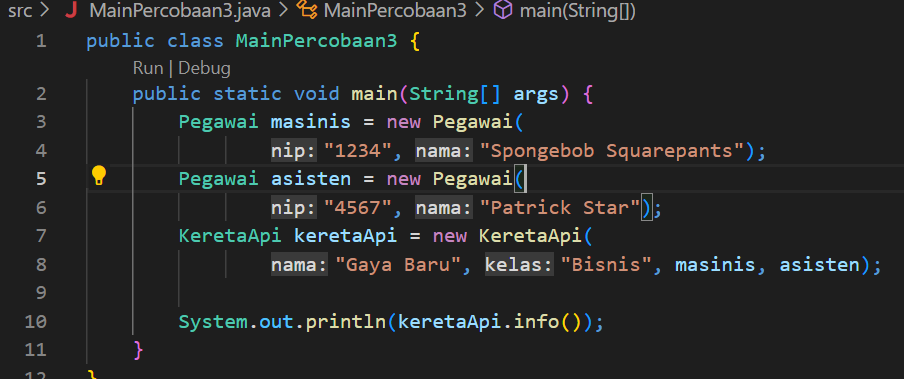 src > J MainPercobaan3.java > MainPercobaan3 > main(String[])
1 public class MainPercobaan3 {
Run | Debug
2 public static void main(String[] args) {
3 Pegawai masinis = new Pegawai(
4 nip: "1234", nama: "Spongebob Squarepants");
5 Pegawai asisten = new Pegawai(
6 nip: "4567", nama: "Patrick Star");
7 KeretaApi keretaApi = new KeretaApi(
8 nama: "Gaya Baru", kelas: "Bisnis", masinis, asisten);
9
10 System.out.println(keretaApi.info());
11 }
12 }